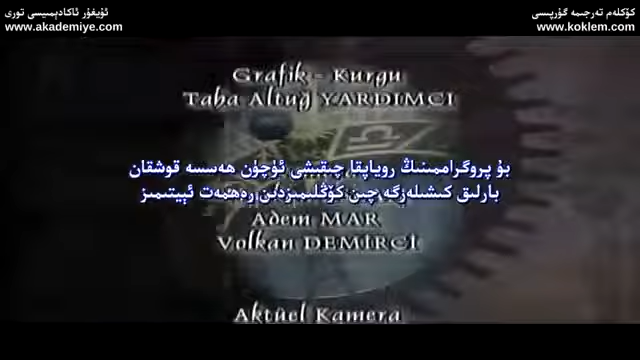 ئۇيغۇر ئاكادېمىيىسى تورى
www.akademiye.com
كۆكلەم تەرجىمە گۇرپىسى
www.koklem.com
Grafik - Kurgu
Taha Altuğ YARDIMCI
بۇ پروگراممىنىڭ روياپقا چىقىشى ئۈچۈن ھەسسە قوشقان
بارلىق كىشىلەرگە چىن كۆڭلىمىزدىن رەھمەت ئېيتىمىز
Adem MAR
Volkan DEMİRCİ
Aktüel Kamera